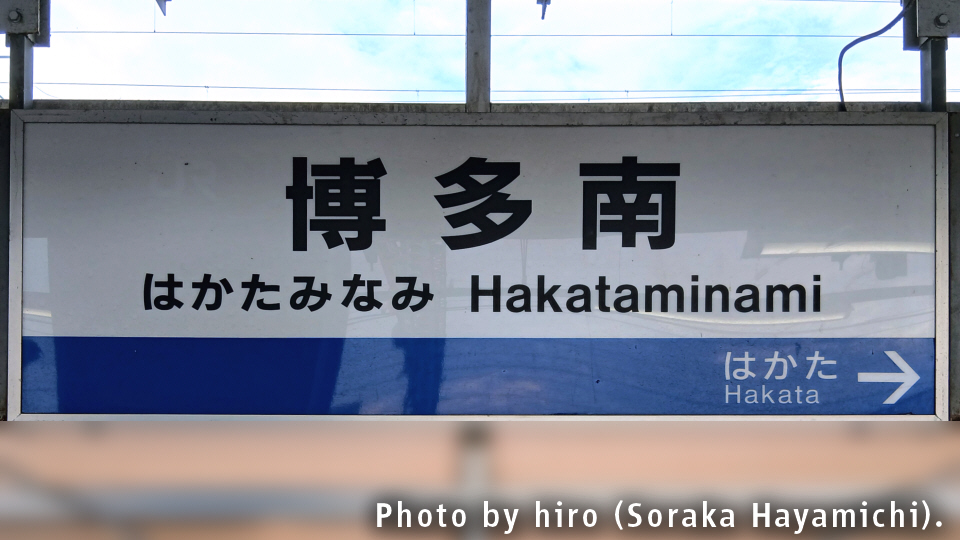 博多南
はかたみなみ Hakataminami
はかた
Hakata
Photo by hiro (Soraka Hayamichi).